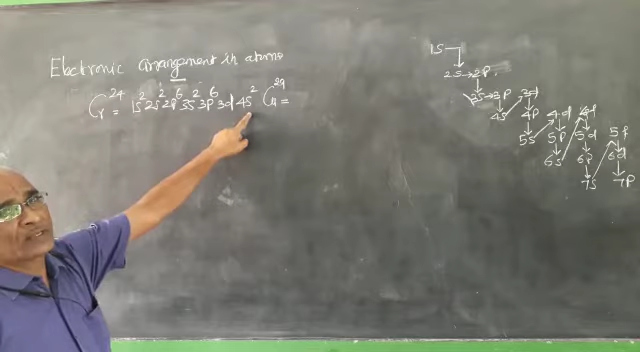 Electronic arrangement in atoms
Cr²⁴ = 1s² 2s² 2p⁶ 3s² 3p⁶ 3d 4s² Cu²⁹ =
1S
2S→2P
3S→3P 3d
4S 4P 4d 4f
5S 5P 5d 5f
6S 6P 6d
7S 7P